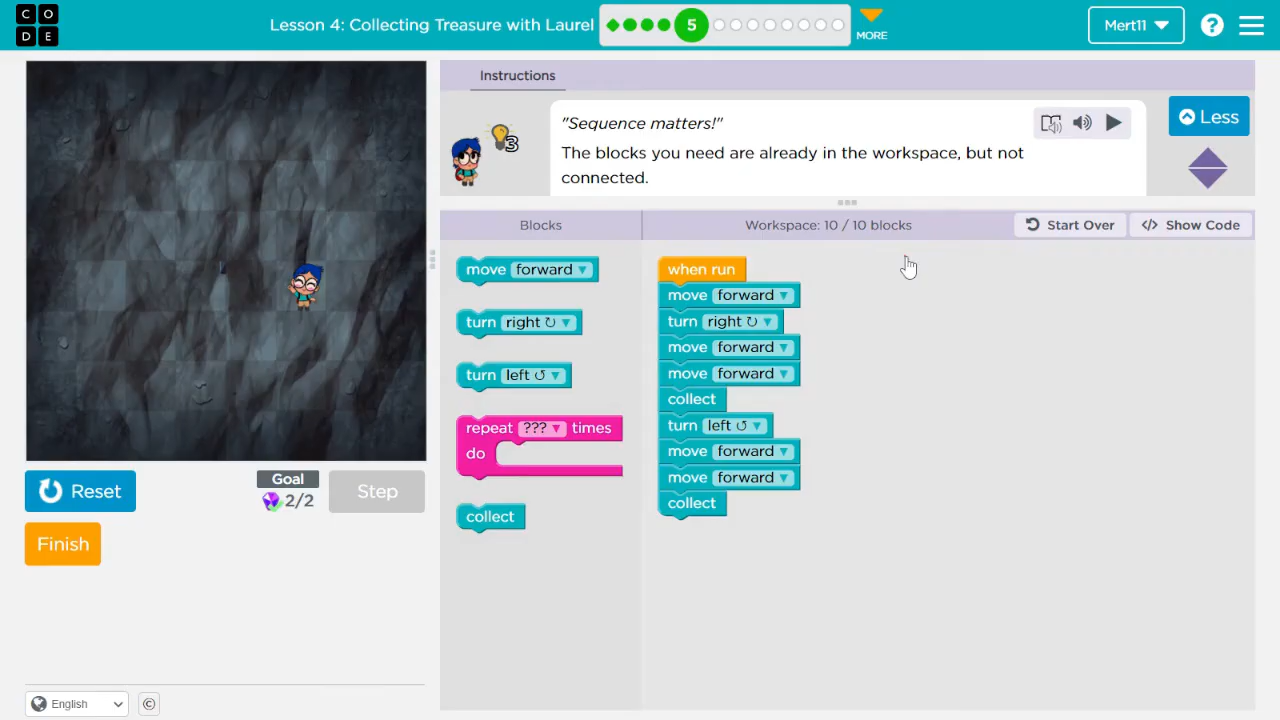 CODE
Lesson 4: Collecting Treasure with Laurel
5
MORE
Mert11
?
Instructions
3
"Sequence matters!"
The blocks you need are already in the workspace, but not
connected.
Less
Blocks
Workspace: 10 / 10 blocks
Start Over
</> Show Code
move forward
turn right ↻
turn left ↺
repeat ??? times
do
collect
when run
move forward
turn right ↻
move forward
move forward
collect
turn left ↺
move forward
move forward
collect
Reset
Goal
2/2
Step
Finish
English
©